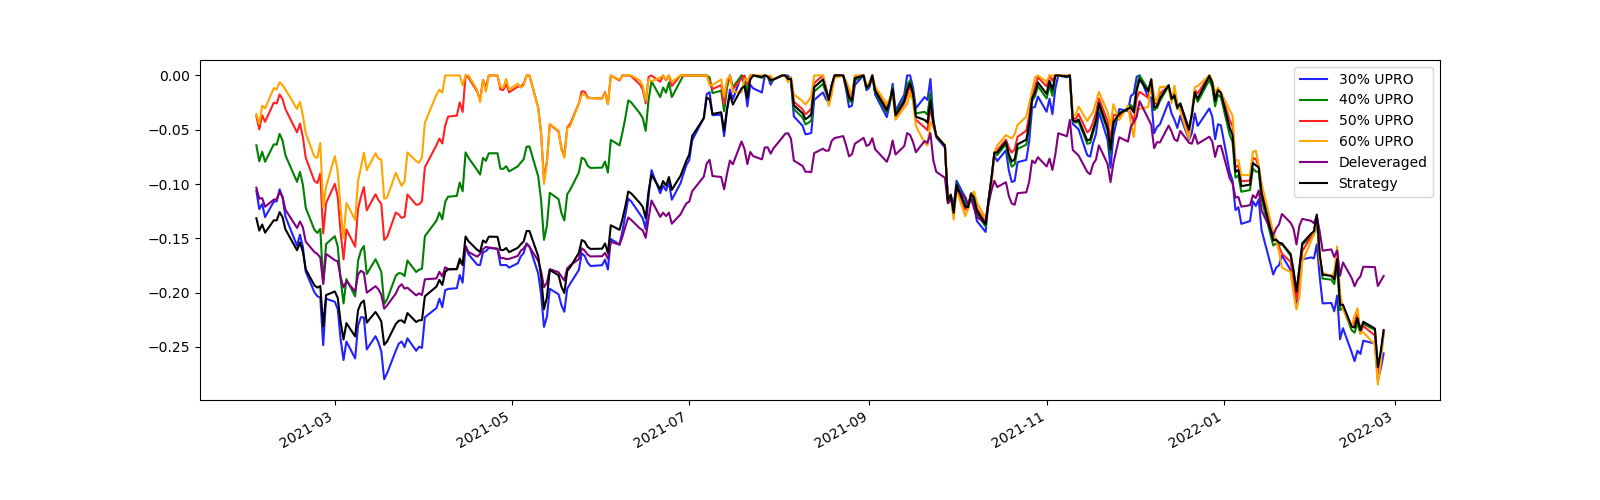 0.00
−0.05
−0.10
−0.15
−0.20
−0.25
2021-03
2021-05
2021-07
2021-09
2021-11
2022-01
2022-03
30% UPRO
40% UPRO
50% UPRO
60% UPRO
Deleveraged
Strategy